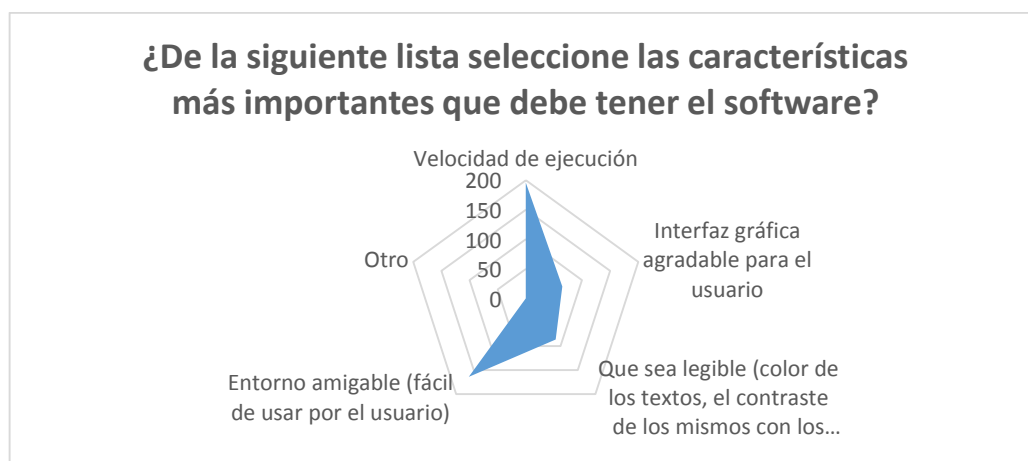 ¿De la siguiente lista seleccione las características
más importantes que debe tener el software?
Velocidad de ejecución
200
150
100
50
0
Interfaz gráfica
agradable para el
usuario
Que sea legible (color de
los textos, el contraste
de los mismos con los…
Entorno amigable (fácil
de usar por el usuario)
Otro